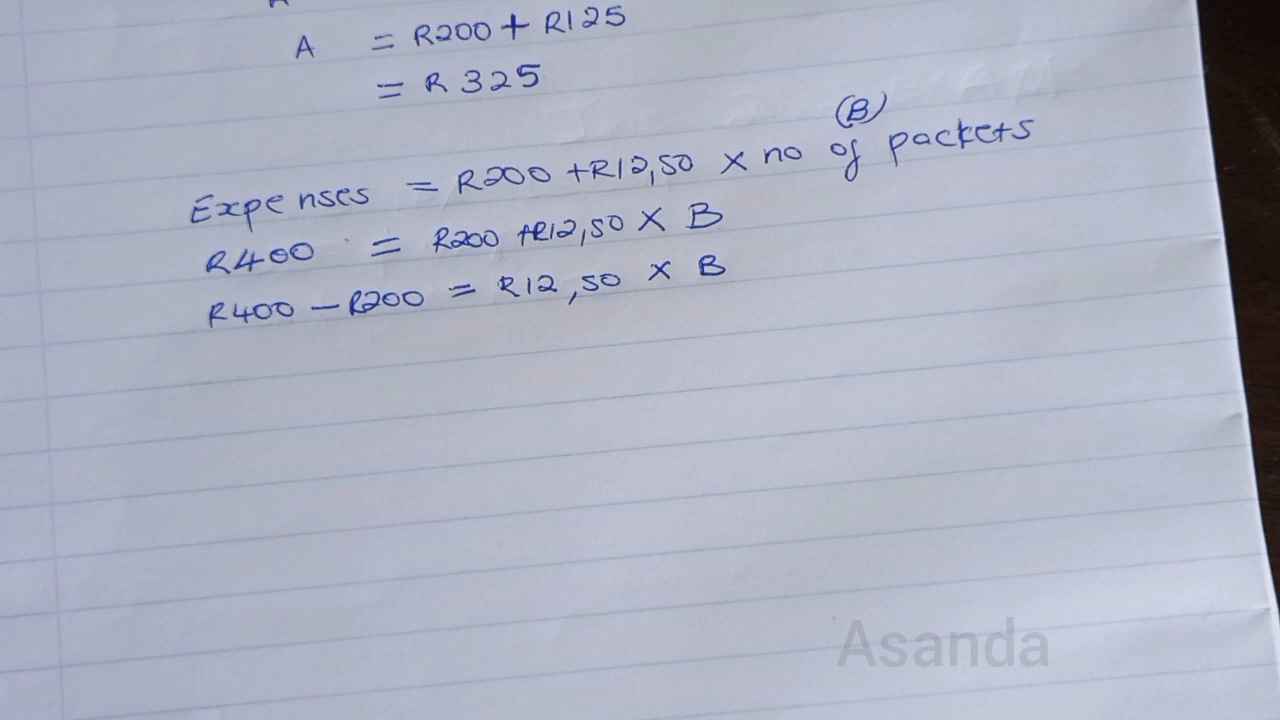 A = R200 + R125
= R325
(B)
Expenses = R200 + R12,50 x no of packets
R400 = R200 + R12,50 x B
R400 - R200 = R12,50 x B
Asanda